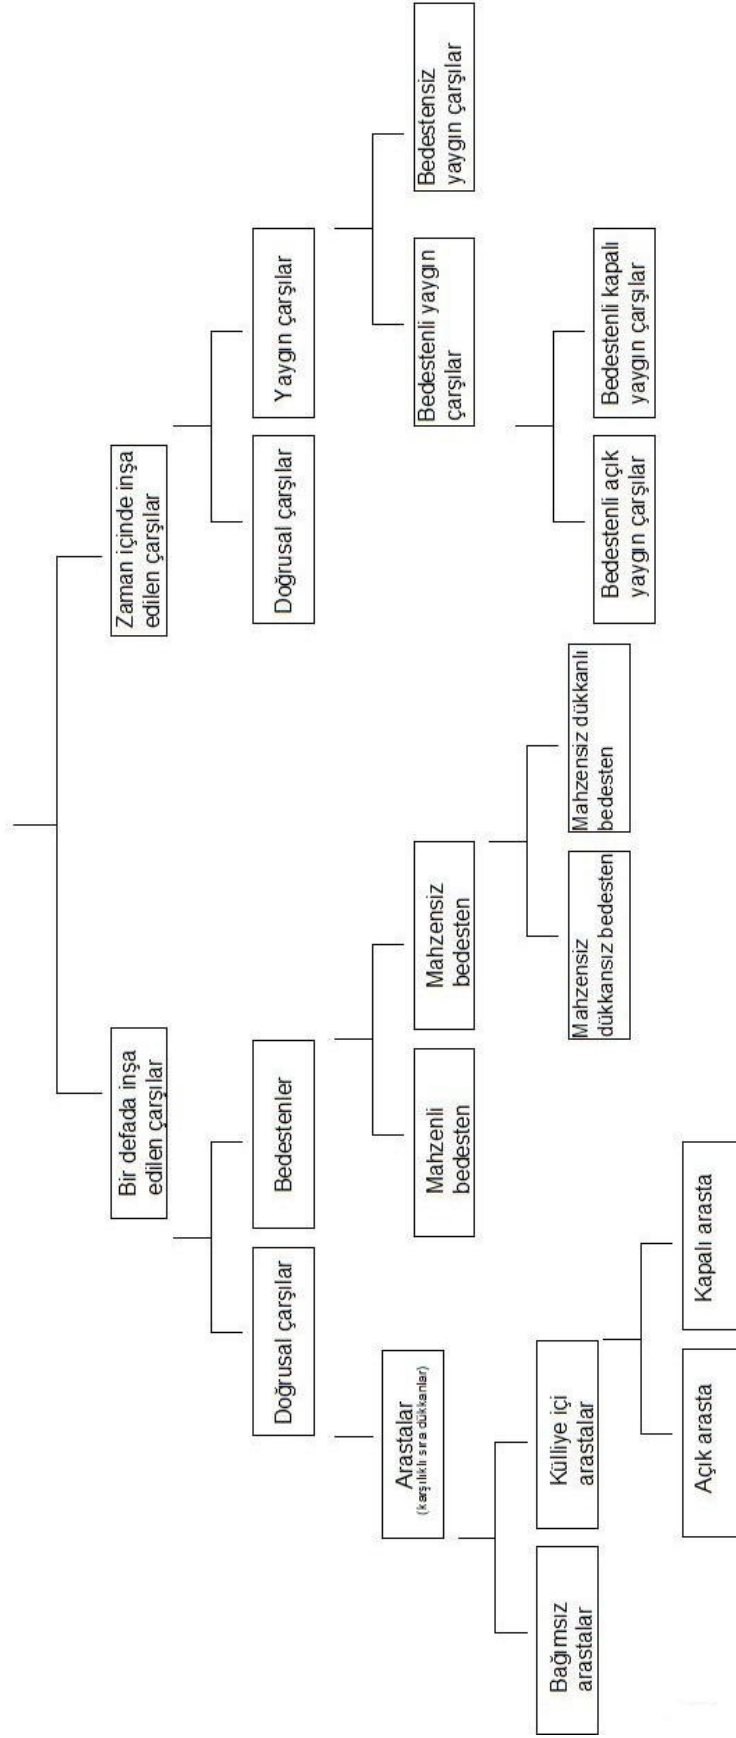 Bir defada inşa
edilen çarşılar
Zaman içinde inşa
edilen çarşılar
Doğrusal çarşılar
Bedestenler
Doğrusal çarşılar
Yaygın çarşılar
Arastalar
(karşılıklı sıra dükkanlar)
Mahzenli
bedesten
Mahzensiz
bedesten
Bedestenli yaygın
çarşılar
Bedestensiz
yaygın çarşılar
Bağımsız
arastalar
Külliye içi
arastalar
Mahzensiz
dükkansız bedesten
Mahzensiz dükkanlı
bedesten
Bedestenli açık
yaygın çarşılar
Bedestenli kapalı
yaygın çarşılar
Açık arasta
Kapalı arasta